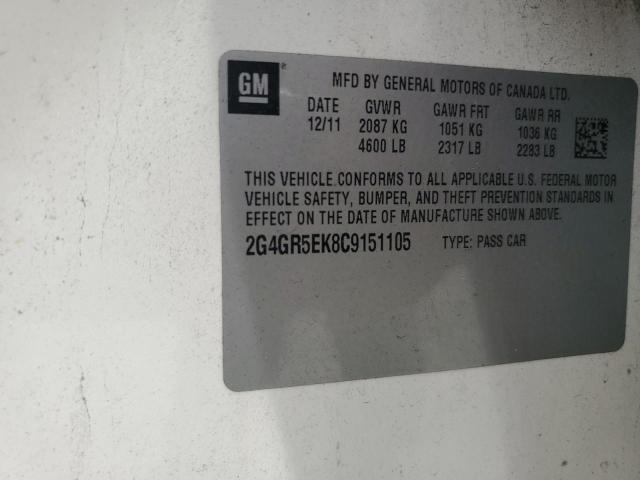 GM
MFD BY GENERAL MOTORS OF CANADA LTD.
DATE GVWR GAWR FRT GAWR RR
12/11 2087 KG 1051 KG 1036 KG
4600 LB 2317 LB 2283 LB
THIS VEHICLE CONFORMS TO ALL APPLICABLE U.S. FEDERAL MOTOR
VEHICLE SAFETY, BUMPER, AND THEFT PREVENTION STANDARDS IN
EFFECT ON THE DATE OF MANUFACTURE SHOWN ABOVE.
2G4GR5EK8C9151105 TYPE: PASS CAR